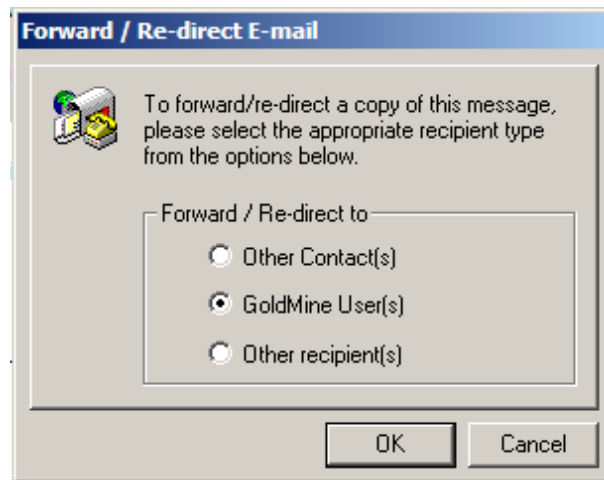 Forward / Re-direct E-mail
To forward/re-direct a copy of this message,
please select the appropriate recipient type
from the options below.
Forward / Re-direct to
Other Contact(s)
GoldMine User(s)
Other recipient(s)
OK Cancel